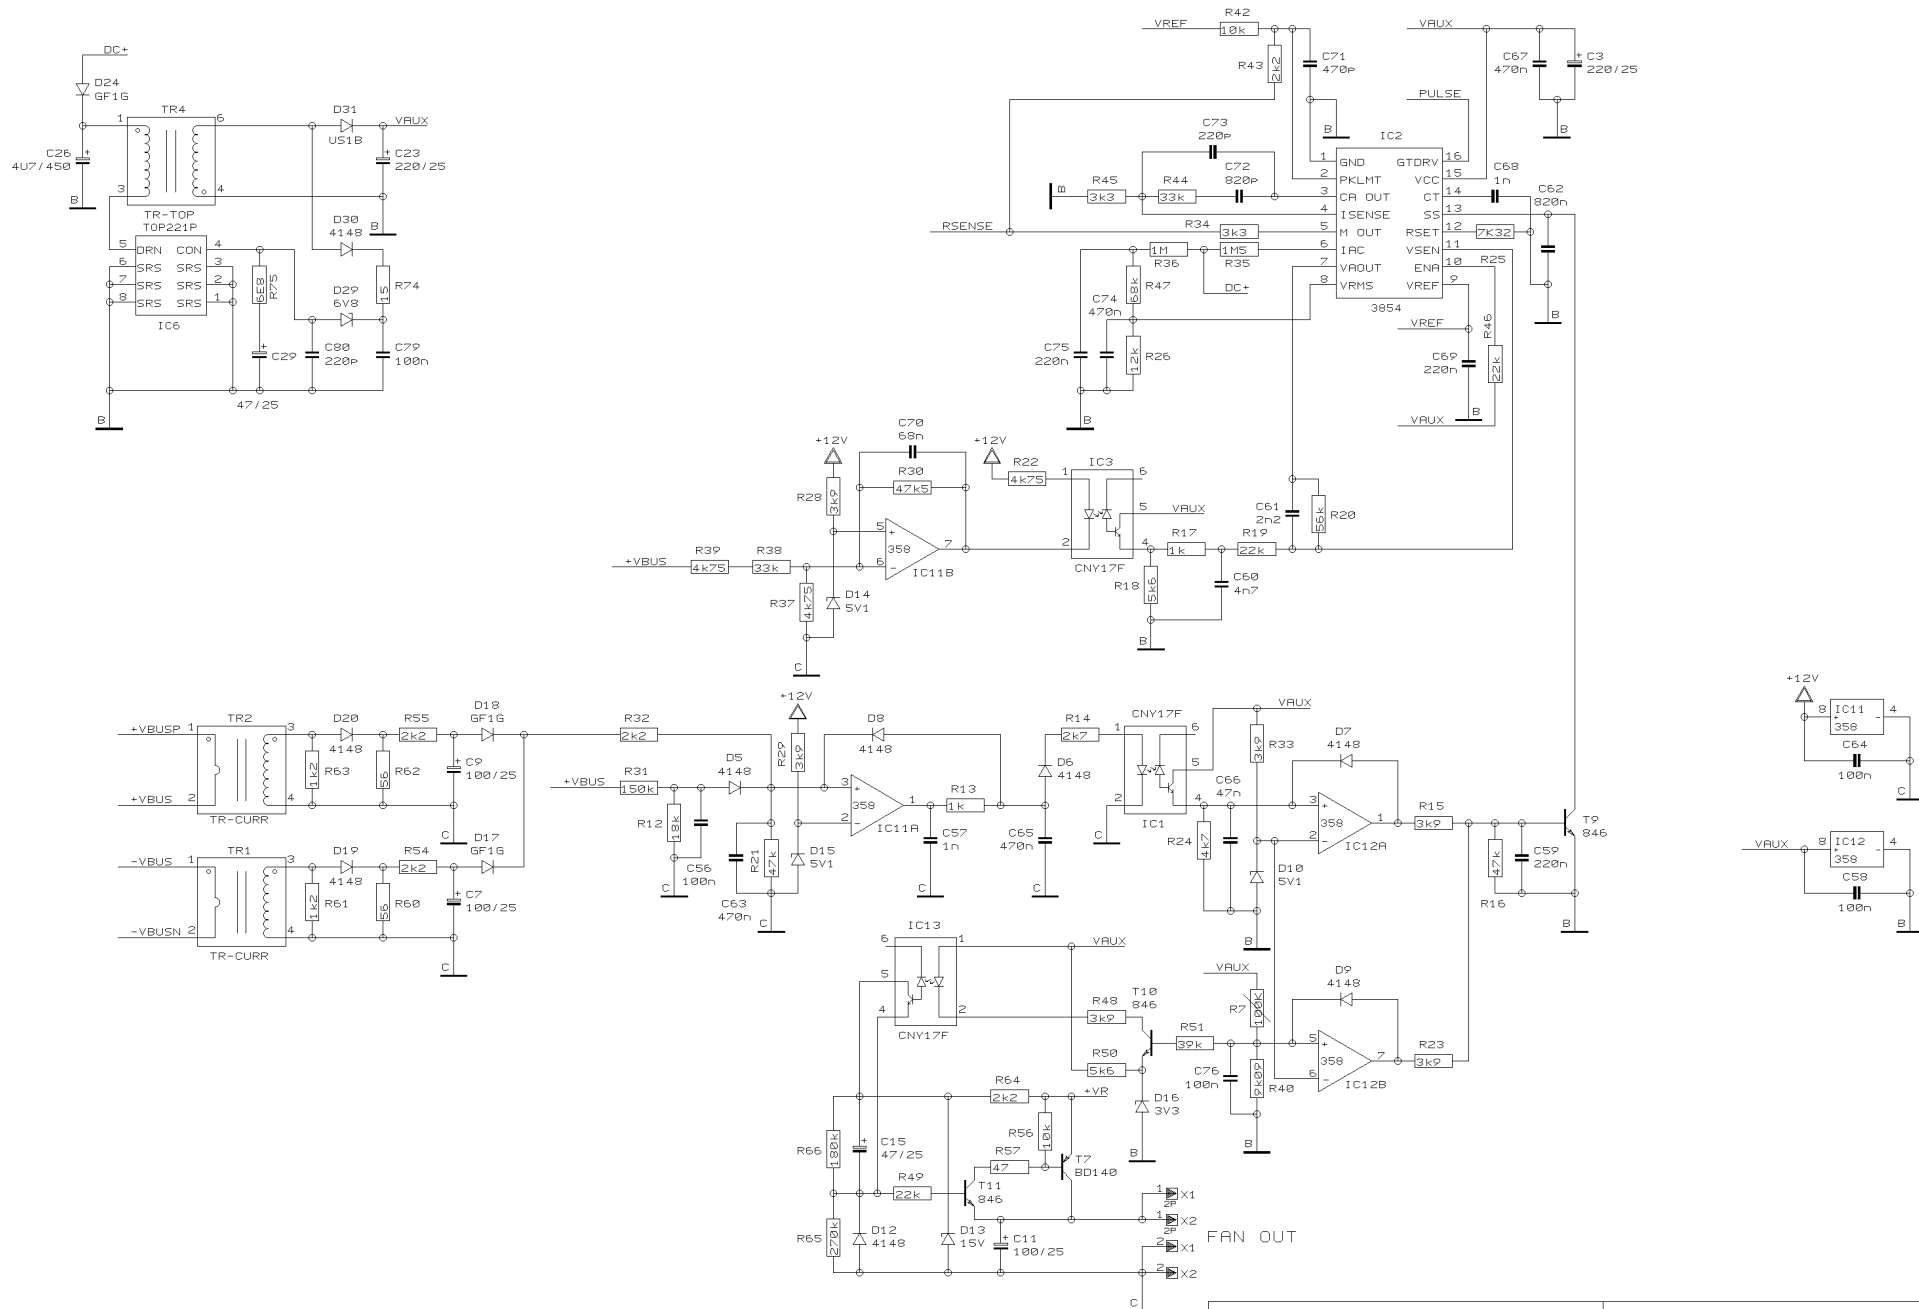 DC+
D24
GF1G
TR4
1
6
D31
US1B
VAUX
C26
4U7/450
+
C23
220/25
+
3
4
B
B
TR-TOP
TOP221P
D30
4148
5
DRN
CON
4
6
SRS
SRS
3
7
SRS
SRS
2
8
SRS
SRS
1
IC6
6E8
R75
D29
6V8
15
R74
+
C29
C80
220p
C79
100n
47/25
B
VREF
R42
10k
R43
2k2
C71
470p
B
VAUX
C67
470n
+
C3
220/25
B
PULSE
IC2
1
GND
GTDRV
16
2
PKLMT
VCC
15
3
CA OUT
CT
14
4
ISENSE
SS
13
5
M OUT
RSET
12
6
IAC
VSEN
11
7
VAOUT
ENA
10
8
VRMS
VREF
9
3854
C73
220p
C72
820p
B
R45
3k3
R44
33k
RSENSE
R34
3k3
1M
R36
1M5
R35
DC+
68k
R47
C74
470n
C75
220n
12k
R26
B
C68
1n
C62
820n
7K32
R25
B
VREF
C69
220n
B
R46
22k
VAUX
C70
68n
R30
47k5
+12V
R28
3k9
+VBUS
R39
4k75
R38
33k
R37
4k75
D14
5V1
C
5
+
358
6
-
7
IC11B
+12V
R22
4k75
IC3
1
6
5
2
4
CNY17F
VAUX
R17
1k
R19
22k
R18
5k6
C60
4n7
B
C61
2n2
56k
R20
+VBUSP
1
TR2
3
+VBUS
2
4
TR-CURR
1k2
R63
D20
4148
56
R62
R55
2k2
+
C9
100/25
D18
GF1G
C
-VBUS
1
TR1
3
-VBUSN
2
4
TR-CURR
1k2
R61
D19
4148
56
R60
R54
2k2
+
C7
100/25
D17
GF1G
C
R32
2k2
+VBUS
R31
150k
R12
18k
C56
100n
C
D5
4148
C63
470n
R21
47k
C
+12V
R29
3k9
D15
5V1
D8
4148
3
+
358
2
-
1
IC11A
C57
1n
C
R13
1k
D6
4148
C65
470n
C
R14
2k7
CNY17F
1
6
5
2
4
IC1
C
VAUX
3k9
R33
C66
47n
R24
4k7
D10
5V1
B
D7
4148
3
+
358
2
-
1
IC12A
R15
3k9
47k
R16
C59
220n
T9
846
B
+12V
8
+
IC11
358
-
4
C64
100n
C
VAUX
8
+
IC12
358
-
4
C58
100n
B
IC13
6
1
5
4
2
CNY17F
VAUX
R48
3k9
T10
846
R51
39k
R50
5k6
D16
3V3
B
VAUX
R7
100K
C76
100n
9k09
R40
B
D9
4148
5
+
358
6
-
7
IC12B
R23
3k9
R64
2k2
+VR
R66
180k
+
C15
47/25
R56
10k
R57
47
T7
BD140
R49
22k
T11
846
R65
270k
D12
4148
D13
15V
+
C11
100/25
1
X1
2P
1
X2
2P
2
X1
2
X2
FAN OUT
C